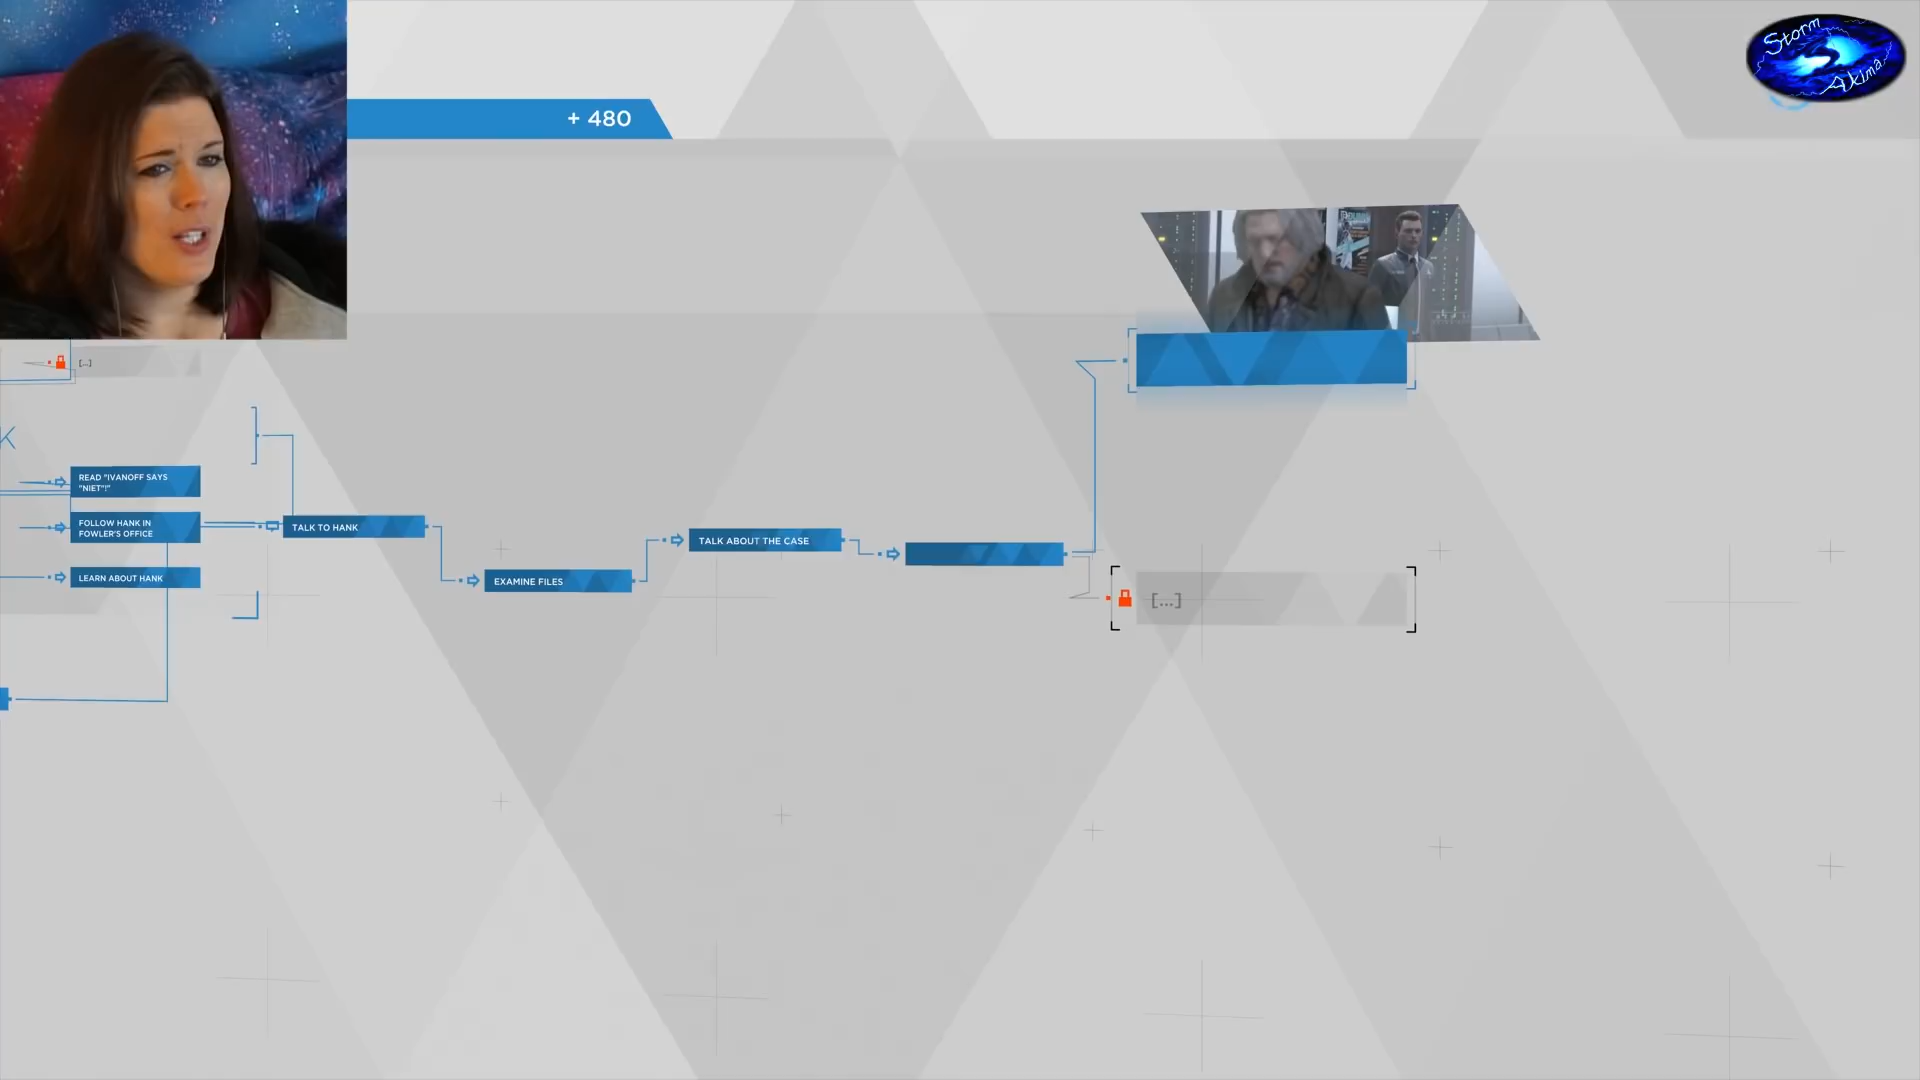 Storm
Akima
+ 480
[...]
K
READ "IVANOFF SAYS
"NIET"!"
FOLLOW HANK IN
FOWLER'S OFFICE
LEARN ABOUT HANK
TALK TO HANK
EXAMINE FILES
TALK ABOUT THE CASE
[...]